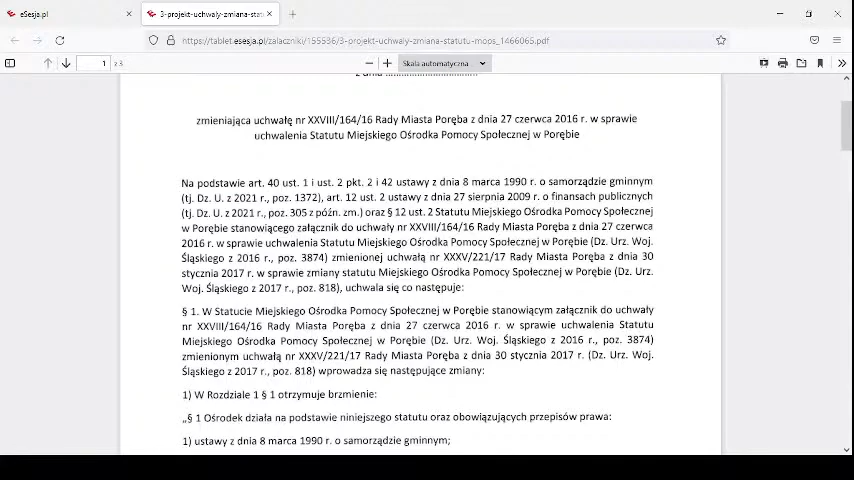 eSesja.pl
3-projekt-uchwaly-zmiana-statu
https://tablet.esesja.pl/zalaczniki/155536/3-projekt-uchwaly-zmiana-statutu-mops_1466065.pdf
1 z 3
Skala automatyczna
z dnia ................................
zmieniająca uchwałę nr XXVIII/164/16 Rady Miasta Poręba z dnia 27 czerwca 2016 r. w sprawie
uchwalenia Statutu Miejskiego Ośrodka Pomocy Społecznej w Porębie
Na podstawie art. 40 ust. 1 i ust. 2 pkt. 2 i 42 ustawy z dnia 8 marca 1990 r. o samorządzie gminnym
(tj. Dz. U. z 2021 r., poz. 1372), art. 12 ust. 2 ustawy z dnia 27 sierpnia 2009 r. o finansach publicznych
(tj. Dz. U. z 2021 r., poz. 305 z późn. zm.) oraz § 12 ust. 2 Statutu Miejskiego Ośrodka Pomocy Społecznej
w Porębie stanowiącego załącznik do uchwały nr XXVIII/164/16 Rady Miasta Poręba z dnia 27 czerwca
2016 r. w sprawie uchwalenia Statutu Miejskiego Ośrodka Pomocy Społecznej w Porębie (Dz. Urz. Woj.
Śląskiego z 2016 r., poz. 3874) zmienionej uchwałą nr XXXV/221/17 Rady Miasta Poręba z dnia 30
stycznia 2017 r. w sprawie zmiany statutu Miejskiego Ośrodka Pomocy Społecznej w Porębie (Dz. Urz.
Woj. Śląskiego z 2017 r., poz. 818), uchwala się co następuje:
§ 1. W Statucie Miejskiego Ośrodka Pomocy Społecznej w Porębie stanowiącym załącznik do uchwały
nr XXVIII/164/16 Rady Miasta Poręba z dnia 27 czerwca 2016 r. w sprawie uchwalenia Statutu
Miejskiego Ośrodka Pomocy Społecznej w Porębie (Dz. Urz. Woj. Śląskiego z 2016 r., poz. 3874)
zmienionym uchwałą nr XXXV/221/17 Rady Miasta Poręba z dnia 30 stycznia 2017 r. (Dz. Urz. Woj.
Śląskiego z 2017 r., poz. 818) wprowadza się następujące zmiany:
1) W Rozdziale 1 § 1 otrzymuje brzmienie:
„§ 1 Ośrodek działa na podstawie niniejszego statutu oraz obowiązujących przepisów prawa:
1) ustawy z dnia 8 marca 1990 r. o samorządzie gminnym;